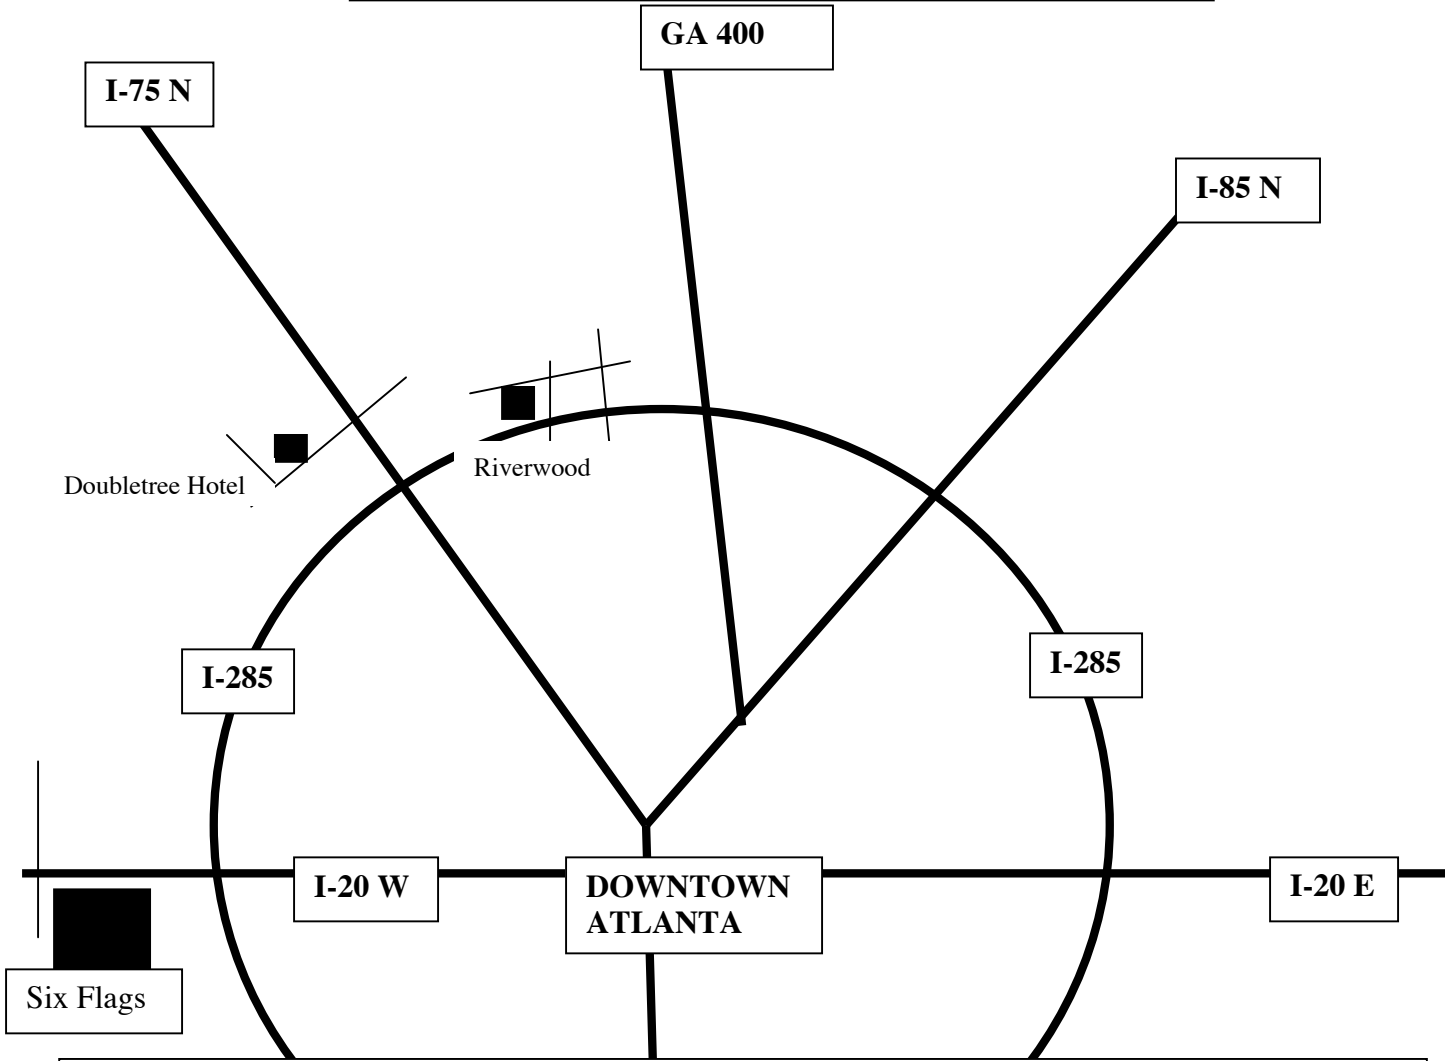 GA 400
I-75 N
I-85 N
Riverwood
Doubletree Hotel
I-285
I-285
I-20 W
DOWNTOWN
ATLANTA
I-20 E
Six Flags